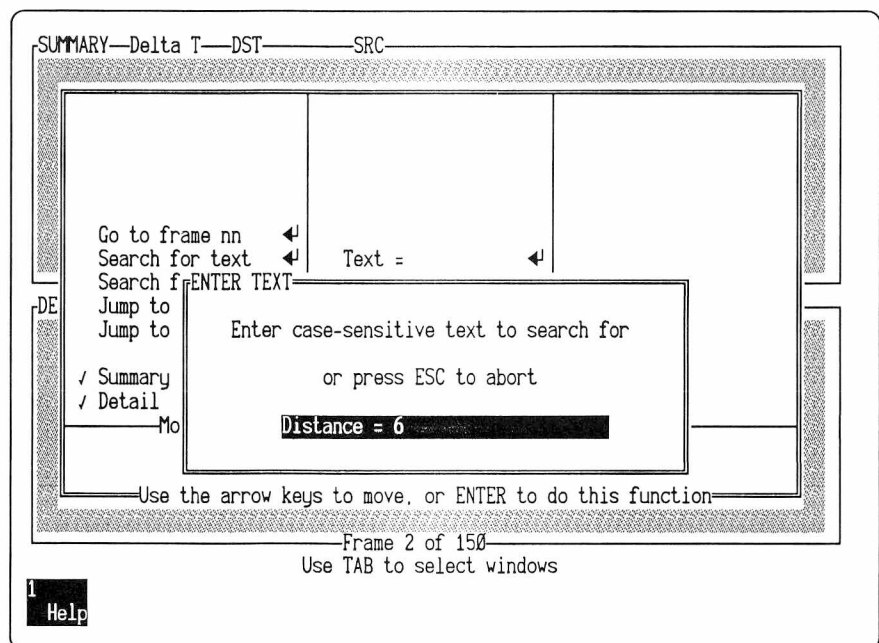 SUMMARY—Delta T—DST—SRC
Go to frame nn
Search for text Text =
Search f
ENTER TEXT
DE
Jump to
Jump to
Enter case-sensitive text to search for
√ Summary
or press ESC to abort
√ Detail
Mo
Distance = 6
Use the arrow keys to move, or ENTER to do this function
Frame 2 of 150
Use TAB to select windows
1
Help